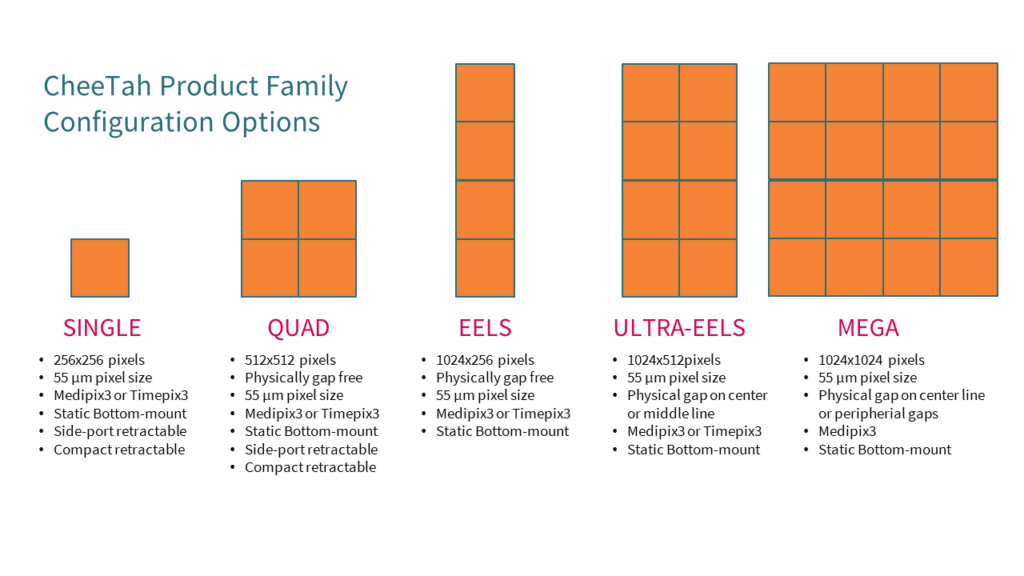 CheeTah Product Family
Configuration Options
SINGLE
• 256x256 pixels
• 55 µm pixel size
• Medipix3 or Timepix3
• Static Bottom-mount
• Side-port retractable
• Compact retractable
QUAD
• 512x512 pixels
• Physically gap free
• 55 µm pixel size
• Medipix3 or Timepix3
• Static Bottom-mount
• Side-port retractable
• Compact retractable
EELS
• 1024x256 pixels
• Physically gap free
• 55 µm pixel size
• Medipix3 or Timepix3
• Static Bottom-mount
ULTRA-EELS
• 1024x512pixels
• 55 µm pixel size
• Physical gap on center
or middle line
• Medipix3 or Timepix3
• Static Bottom-mount
MEGA
• 1024x1024 pixels
• 55 µm pixel size
• Physical gap on center line
or peripherial gaps
• Medipix3
• Static Bottom-mount